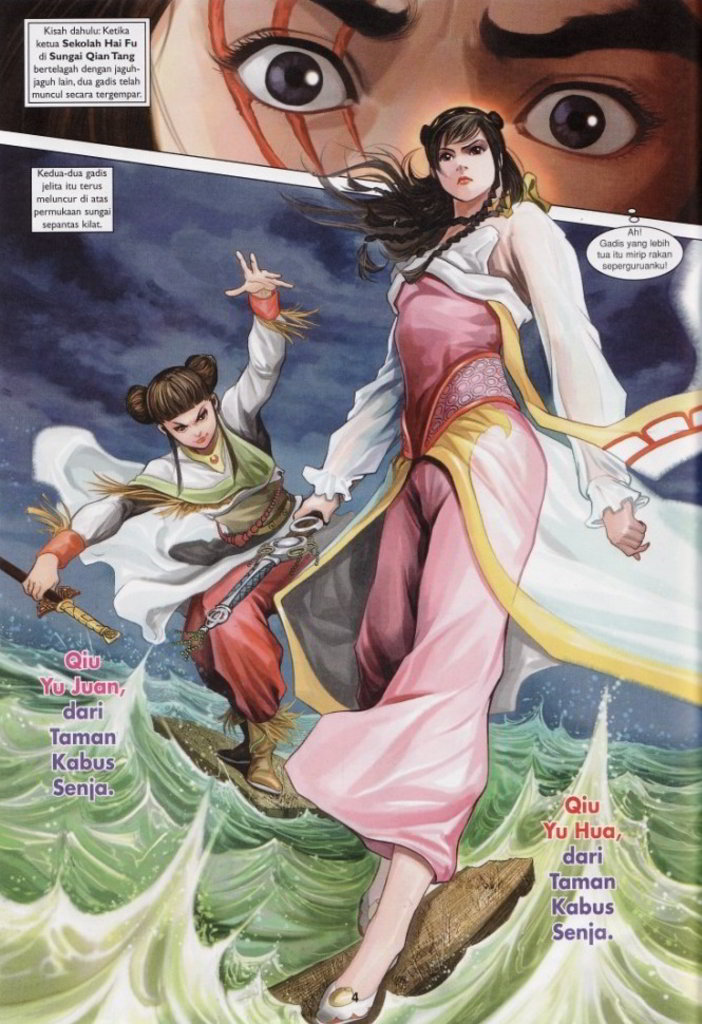 Kisah dahulu: Ketika
ketua Sekolah Hai Fu
di Sungai Qian Tang
bertelagah dengan jaguh-
jaguh lain, dua gadis telah
muncul secara tergempar.
Kedua-dua gadis
jelita itu terus
meluncur di atas
permukaan sungai
sepantas kilat.
Ah!
Gadis yang lebih
tua itu mirip rakan
seperguruanku!
Qiu
Yu Juan,
dari
Taman
Kabus
Senja.
Qiu
Yu Hua,
dari
Taman
Kabus
Senja.
4